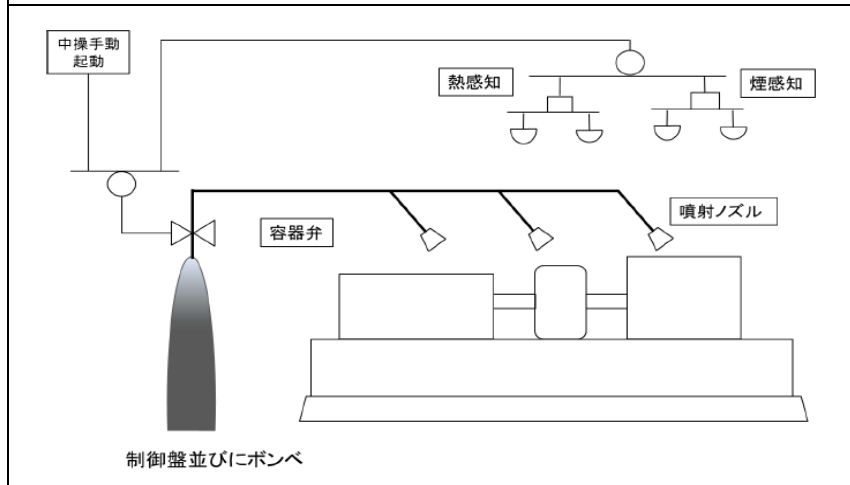 中操手動
起動
熱感知
煙感知
容器弁
噴射ノズル
制御盤並びにボンベ